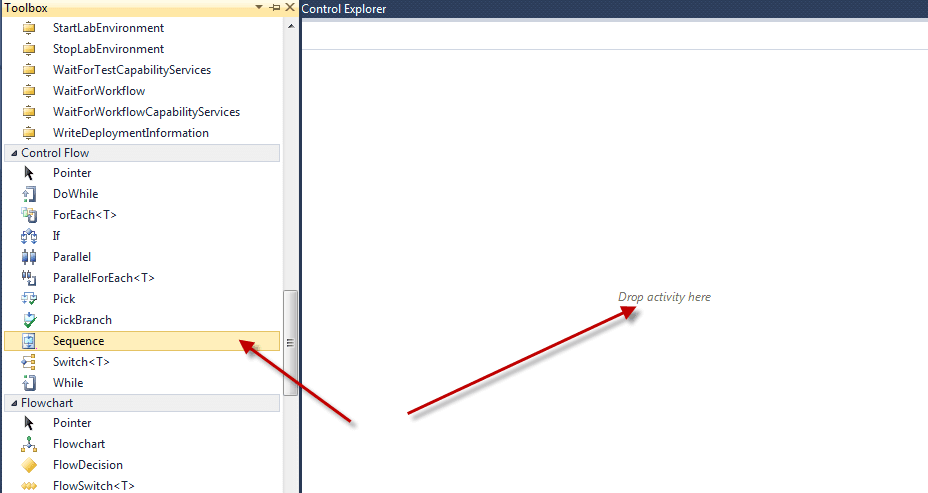 Toolbox
Control Explorer
StartLabEnvironment
StopLabEnvironment
WaitForTestCapabilityServices
WaitForWorkflow
WaitForWorkflowCapabilityServices
WriteDeploymentInformation
Control Flow
Pointer
DoWhile
ForEach<T>
If
Parallel
ParallelForEach<T>
Pick
PickBranch
Sequence
Switch<T>
While
Flowchart
Pointer
Flowchart
FlowDecision
FlowSwitch<T>
Drop activity here